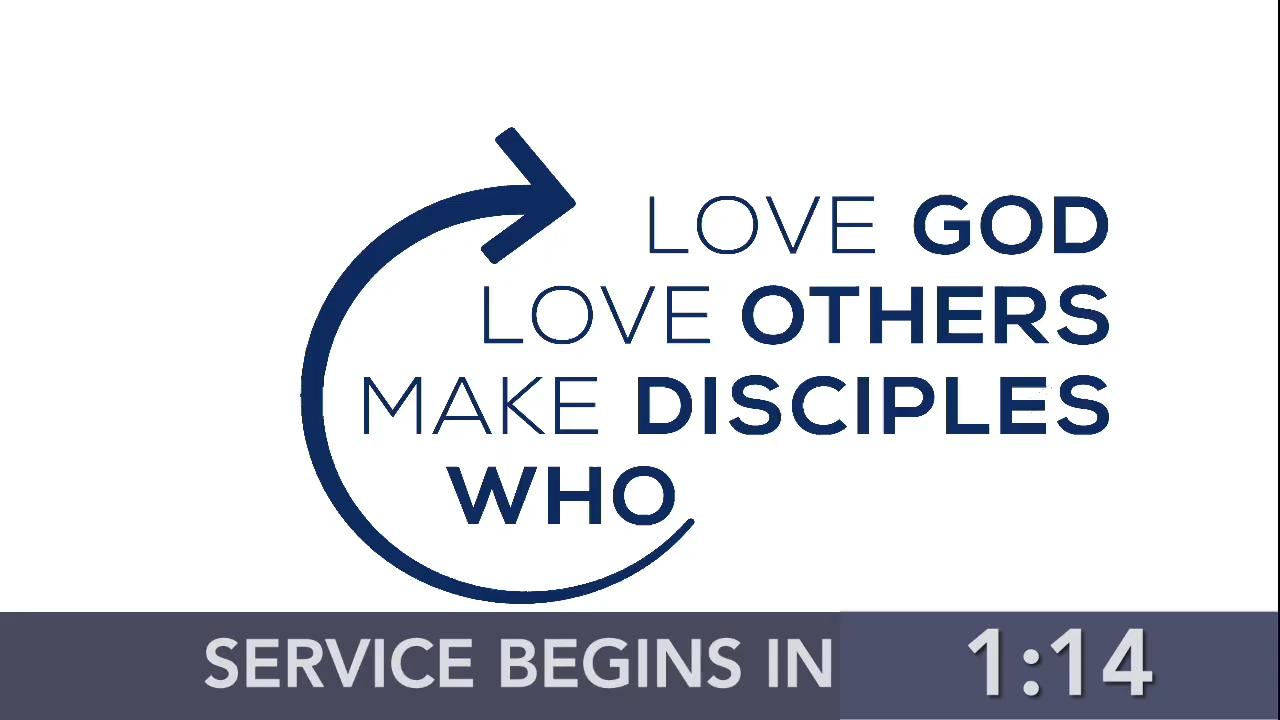 LOVE GOD
LOVE OTHERS
MAKE DISCIPLES
WHO
SERVICE BEGINS IN 1:14